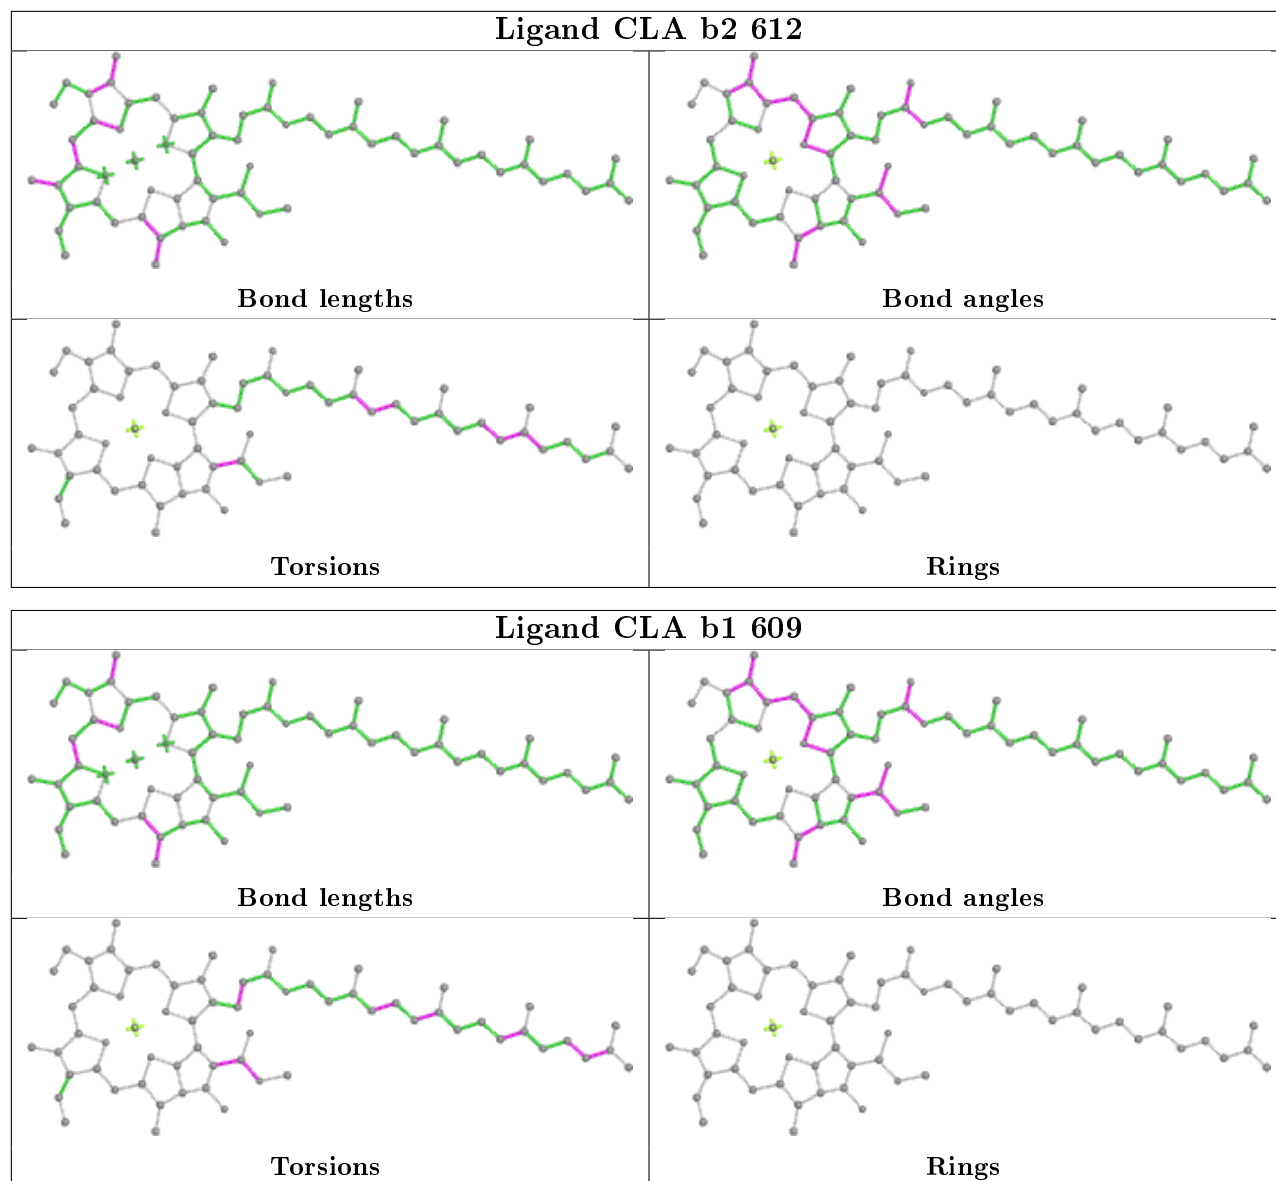 Ligand CLA b2 612
Bond lengths
Bond angles
Torsions
Rings
Ligand CLA b1 609
Bond lengths
Bond angles
Torsions
Rings